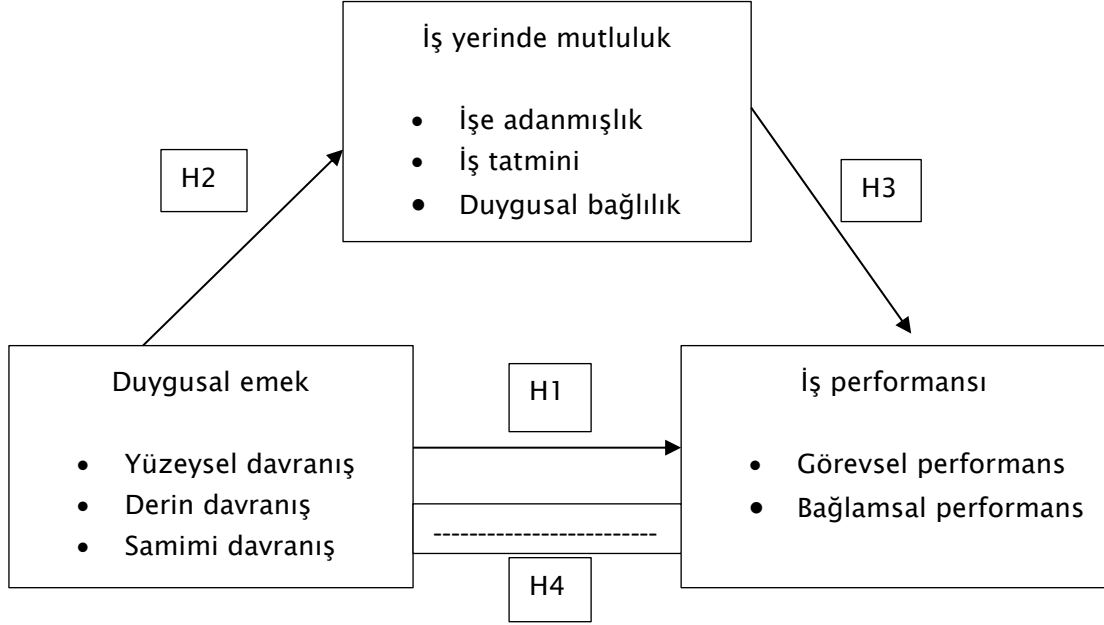 İş yerinde mutluluk
• İşe adanmışlık
• İş tatmini
• Duygusal bağlılık
H2
H3
Duygusal emek
• Yüzeysel davranış
• Derin davranış
• Samimi davranış
H1
-------------------------
H4
İş performansı
• Görevsel performans
• Bağlamsal performans